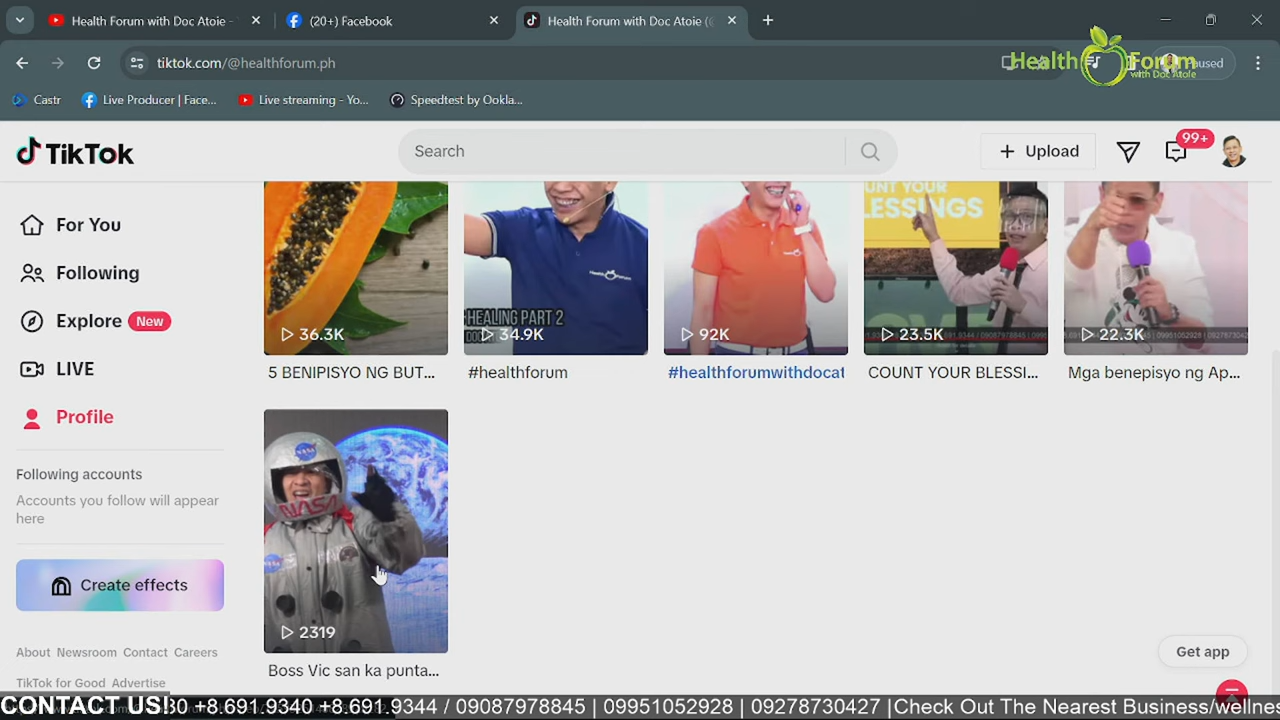 Health Forum with Doc Atoie -
(20+) Facebook
Health Forum with Doc Atoie (
tiktok.com/@healthforum.ph
Health Forum
with Doc Atoie
Castr
Live Producer | Face...
Live streaming - Yo...
Speedtest by Ookla...
TikTok
Search
Upload
99+
For You
Following
Explore New
LIVE
Profile
Following accounts
Accounts you follow will appear
here
Create effects
About Newsroom Contact Careers
TikTok for Good Advertise
HEALING PART 2
UNT YOUR
LESSINGS
36.3K
34.9K
92K
23.5K
22.3K
5 BENIPISYO NG BUT...
#healthforum
#healthforumwithdocat
COUNT YOUR BLESSI...
Mga benepisyo ng Ap...
NASA
2319
Boss Vic san ka punta...
Get app
CONTACT US! 30 +8.691.9340 +8.691.9344 / 09087978845 | 09951052928 | 09278730427 |Check Out The Nearest Business/wellnes